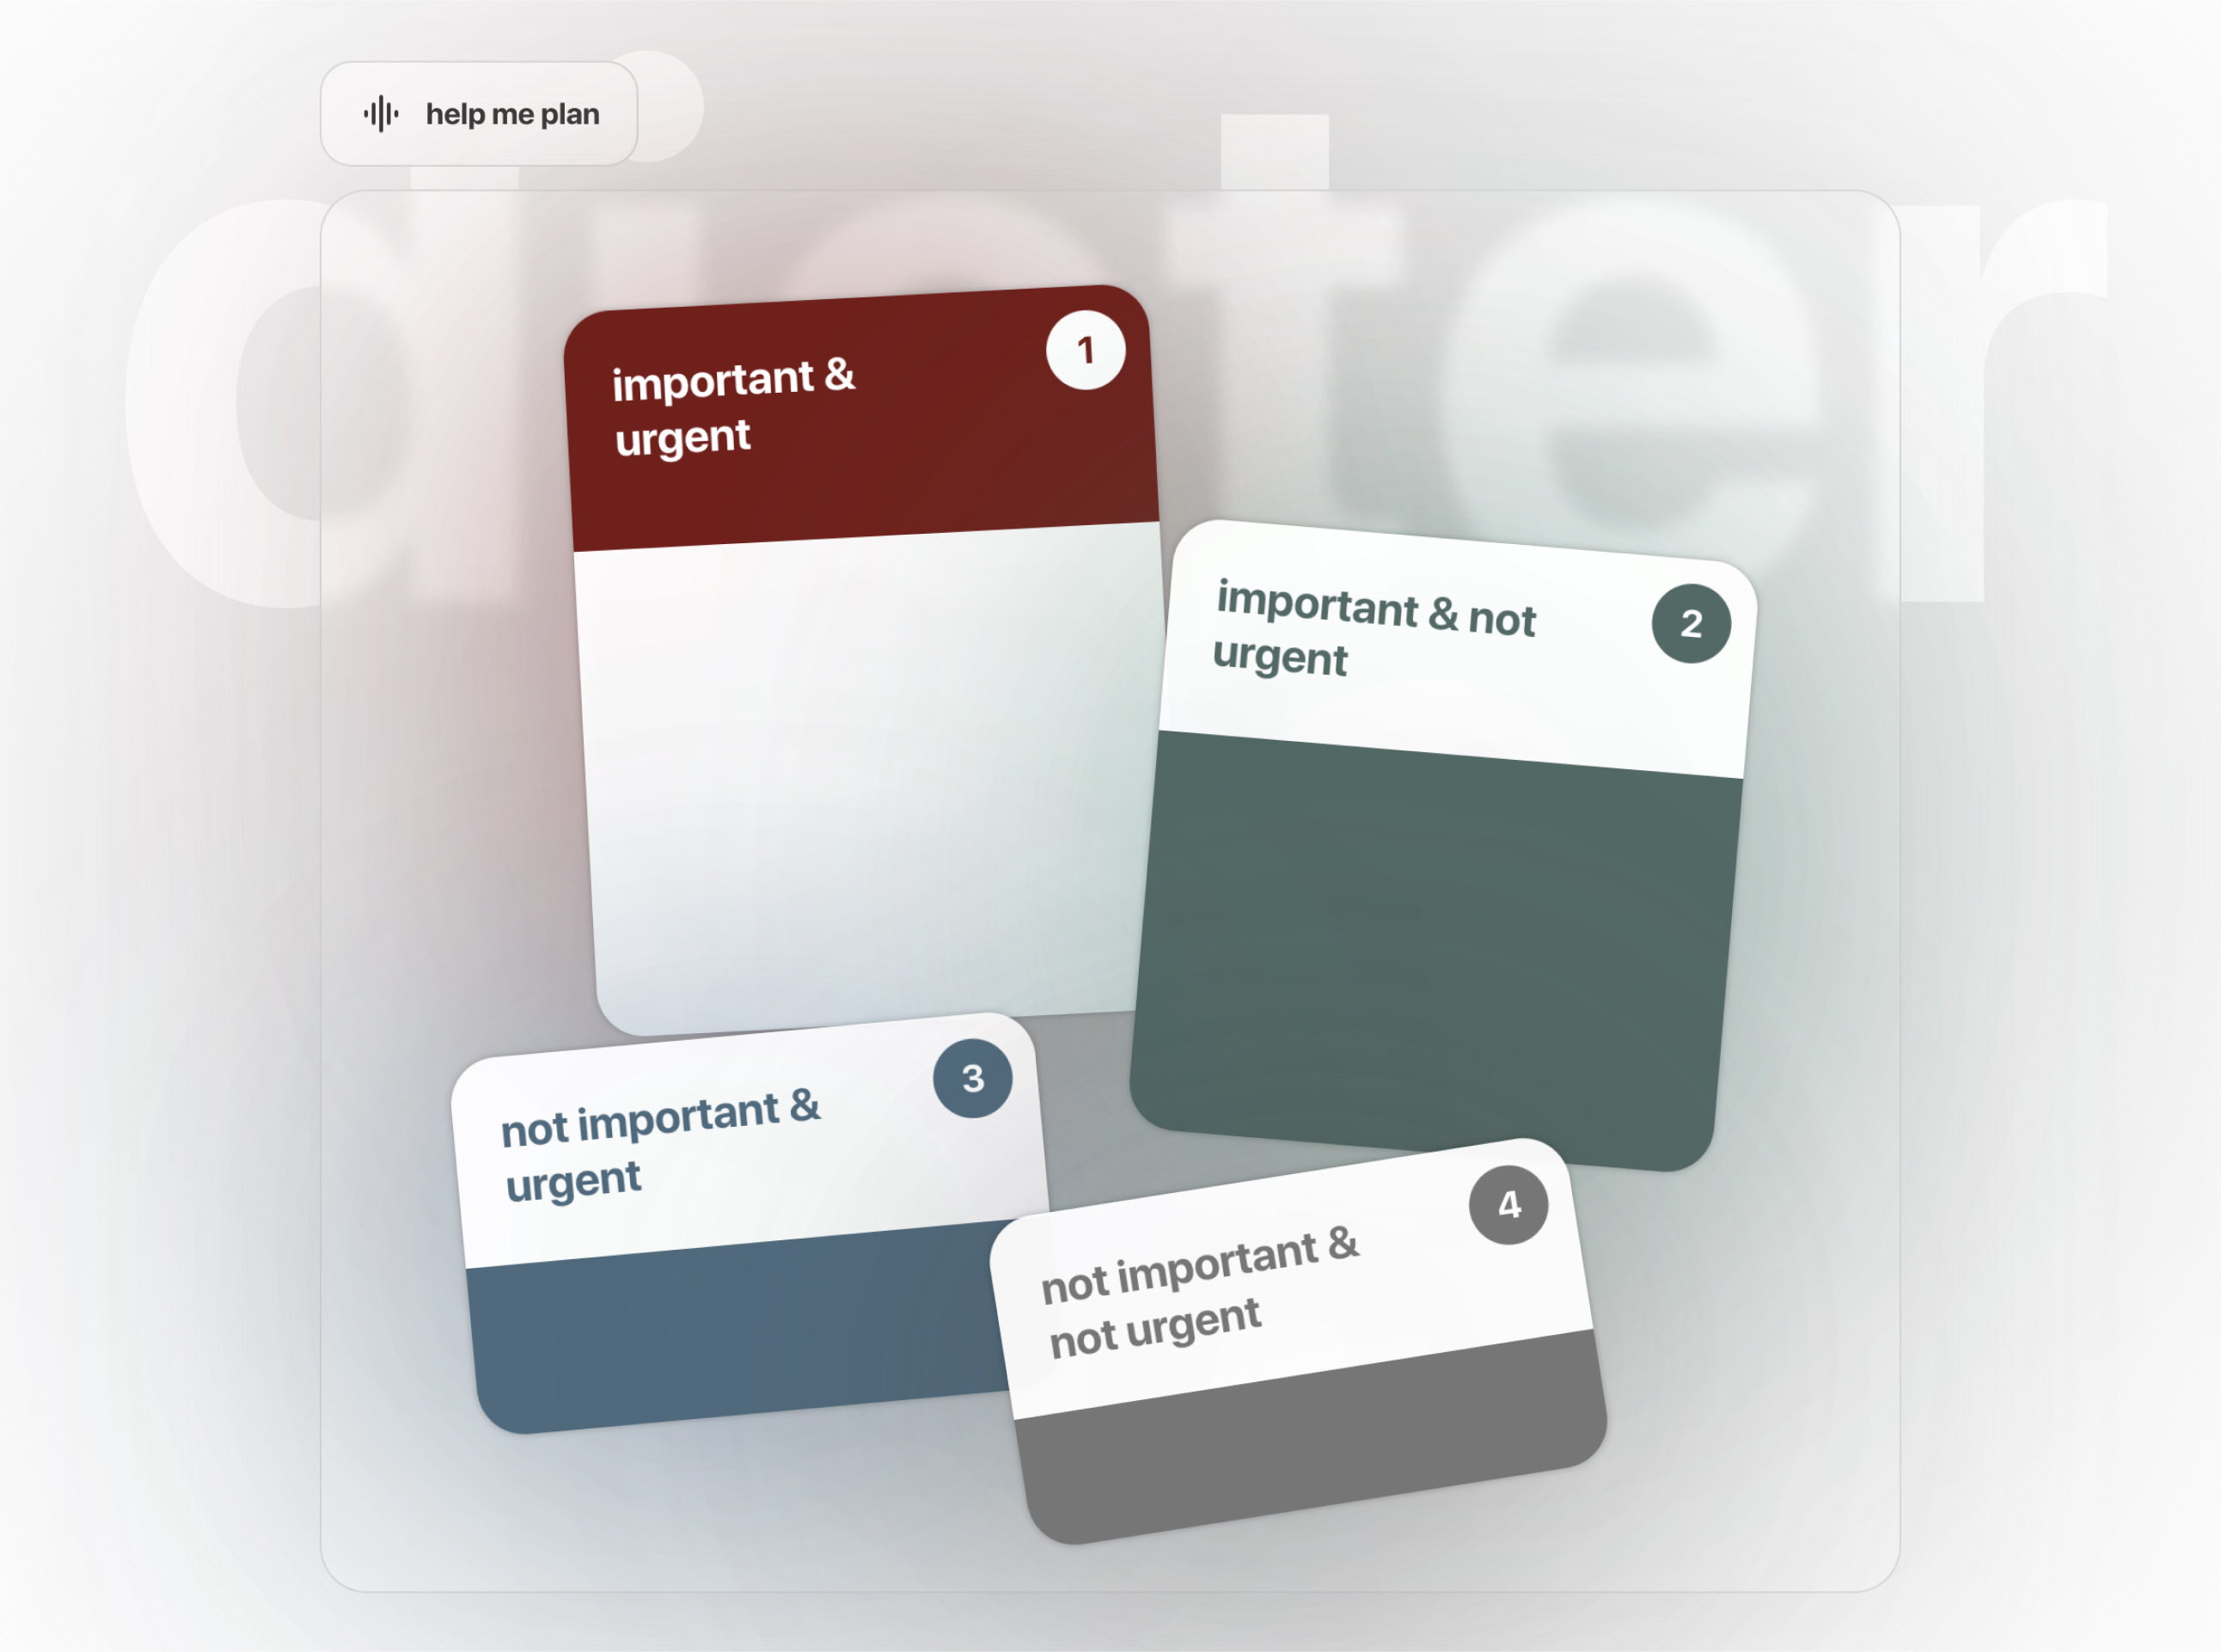 help me plan
dieter
important &
urgent
1
important & not
urgent
2
not important &
urgent
3
not important &
not urgent
4